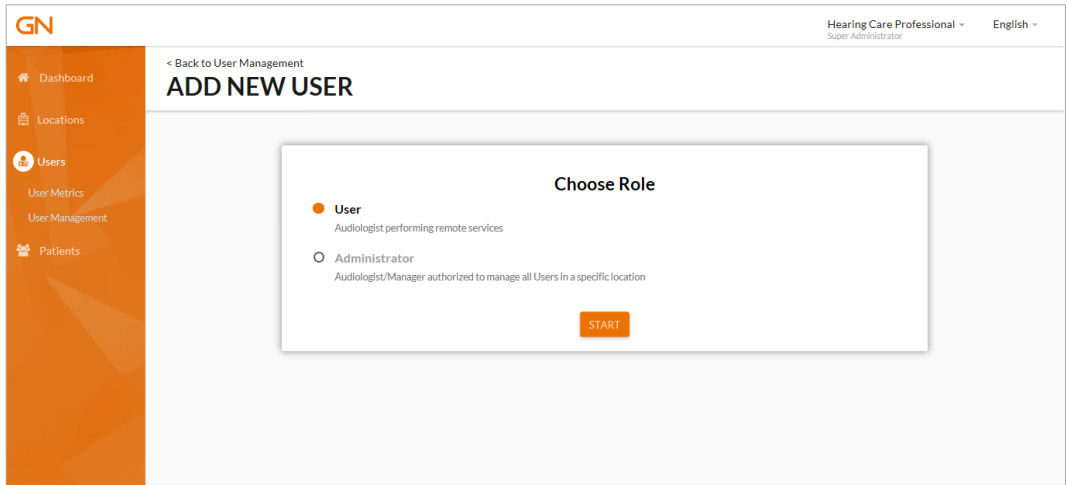 GN
Hearing Care Professional
English
Super Administrator
Dashboard
Locations
Users
User Metrics
User Management
Patients
< Back to User Management
ADD NEW USER
Choose Role
User
Audiologist performing remote services
Administrator
Audiologist/Manager authorized to manage all Users in a specific location
START